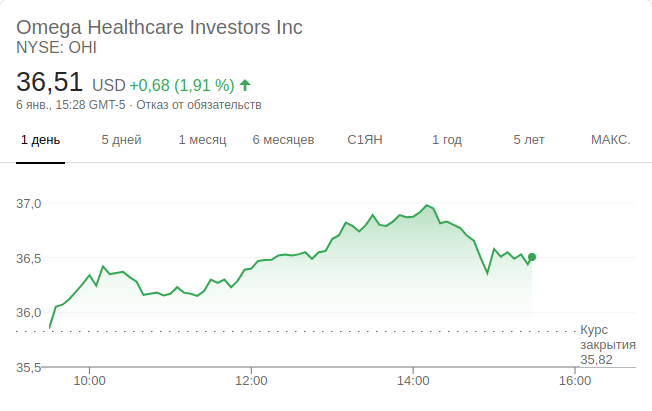 Omega Healthcare Investors Inc
NYSE: OHI
36,51 USD +0,68 (1,91 %)
6 янв., 15:28 GMT-5 · Отказ от обязательств
1 день 5 дней 1 месяц 6 месяцев С1ЯН 1 год 5 лет МАКС.
37,0
36,5
36,0
Курс
закрытия
35,82
35,5
10:00 12:00 14:00 16:00